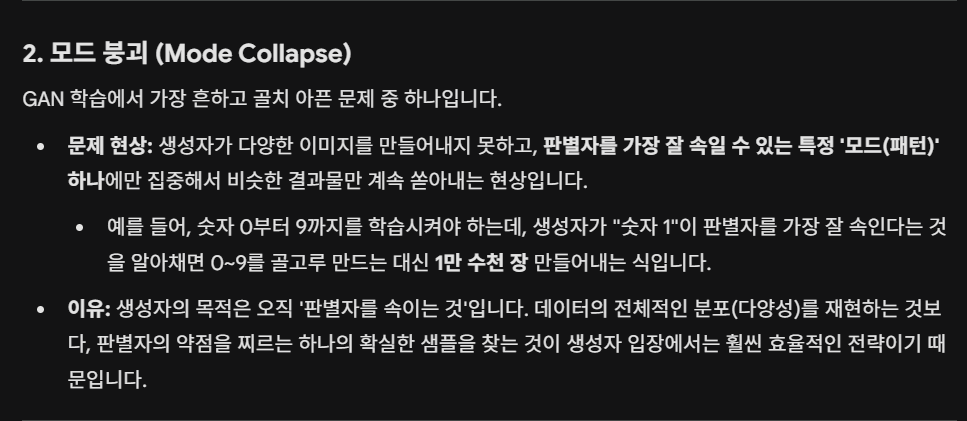 2. 모드 붕괴 (Mode Collapse)
GAN 학습에서 가장 흔하고 골치 아픈 문제 중 하나입니다.
• 문제 현상: 생성자가 다양한 이미지를 만들어내지 못하고, 판별자를 가장 잘 속일 수 있는 특정 '모드(패턴)'
하나에만 집중해서 비슷한 결과물만 계속 쏟아내는 현상입니다.
• 예를 들어, 숫자 0부터 9까지를 학습시켜야 하는데, 생성자가 "숫자 1"이 판별자를 가장 잘 속인다는 것
을 알아채면 0~9를 골고루 만드는 대신 1만 수천 장 만들어내는 식입니다.
• 이유: 생성자의 목적은 오직 '판별자를 속이는 것'입니다. 데이터의 전체적인 분포(다양성)를 재현하는 것보
다, 판별자의 약점을 찌르는 하나의 확실한 샘플을 찾는 것이 생성자 입장에서는 훨씬 효율적인 전략이기 때
문입니다.